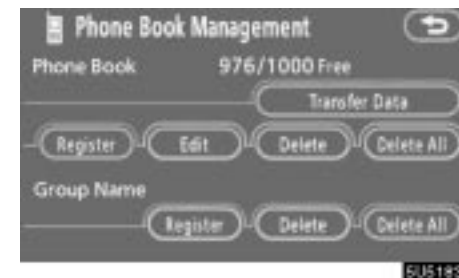 Phone Book Management
Phone Book 976/1000 Free
Transfer Data
Register Edit Delete Delete All
Group Name
Register Delete Delete All
5U5183